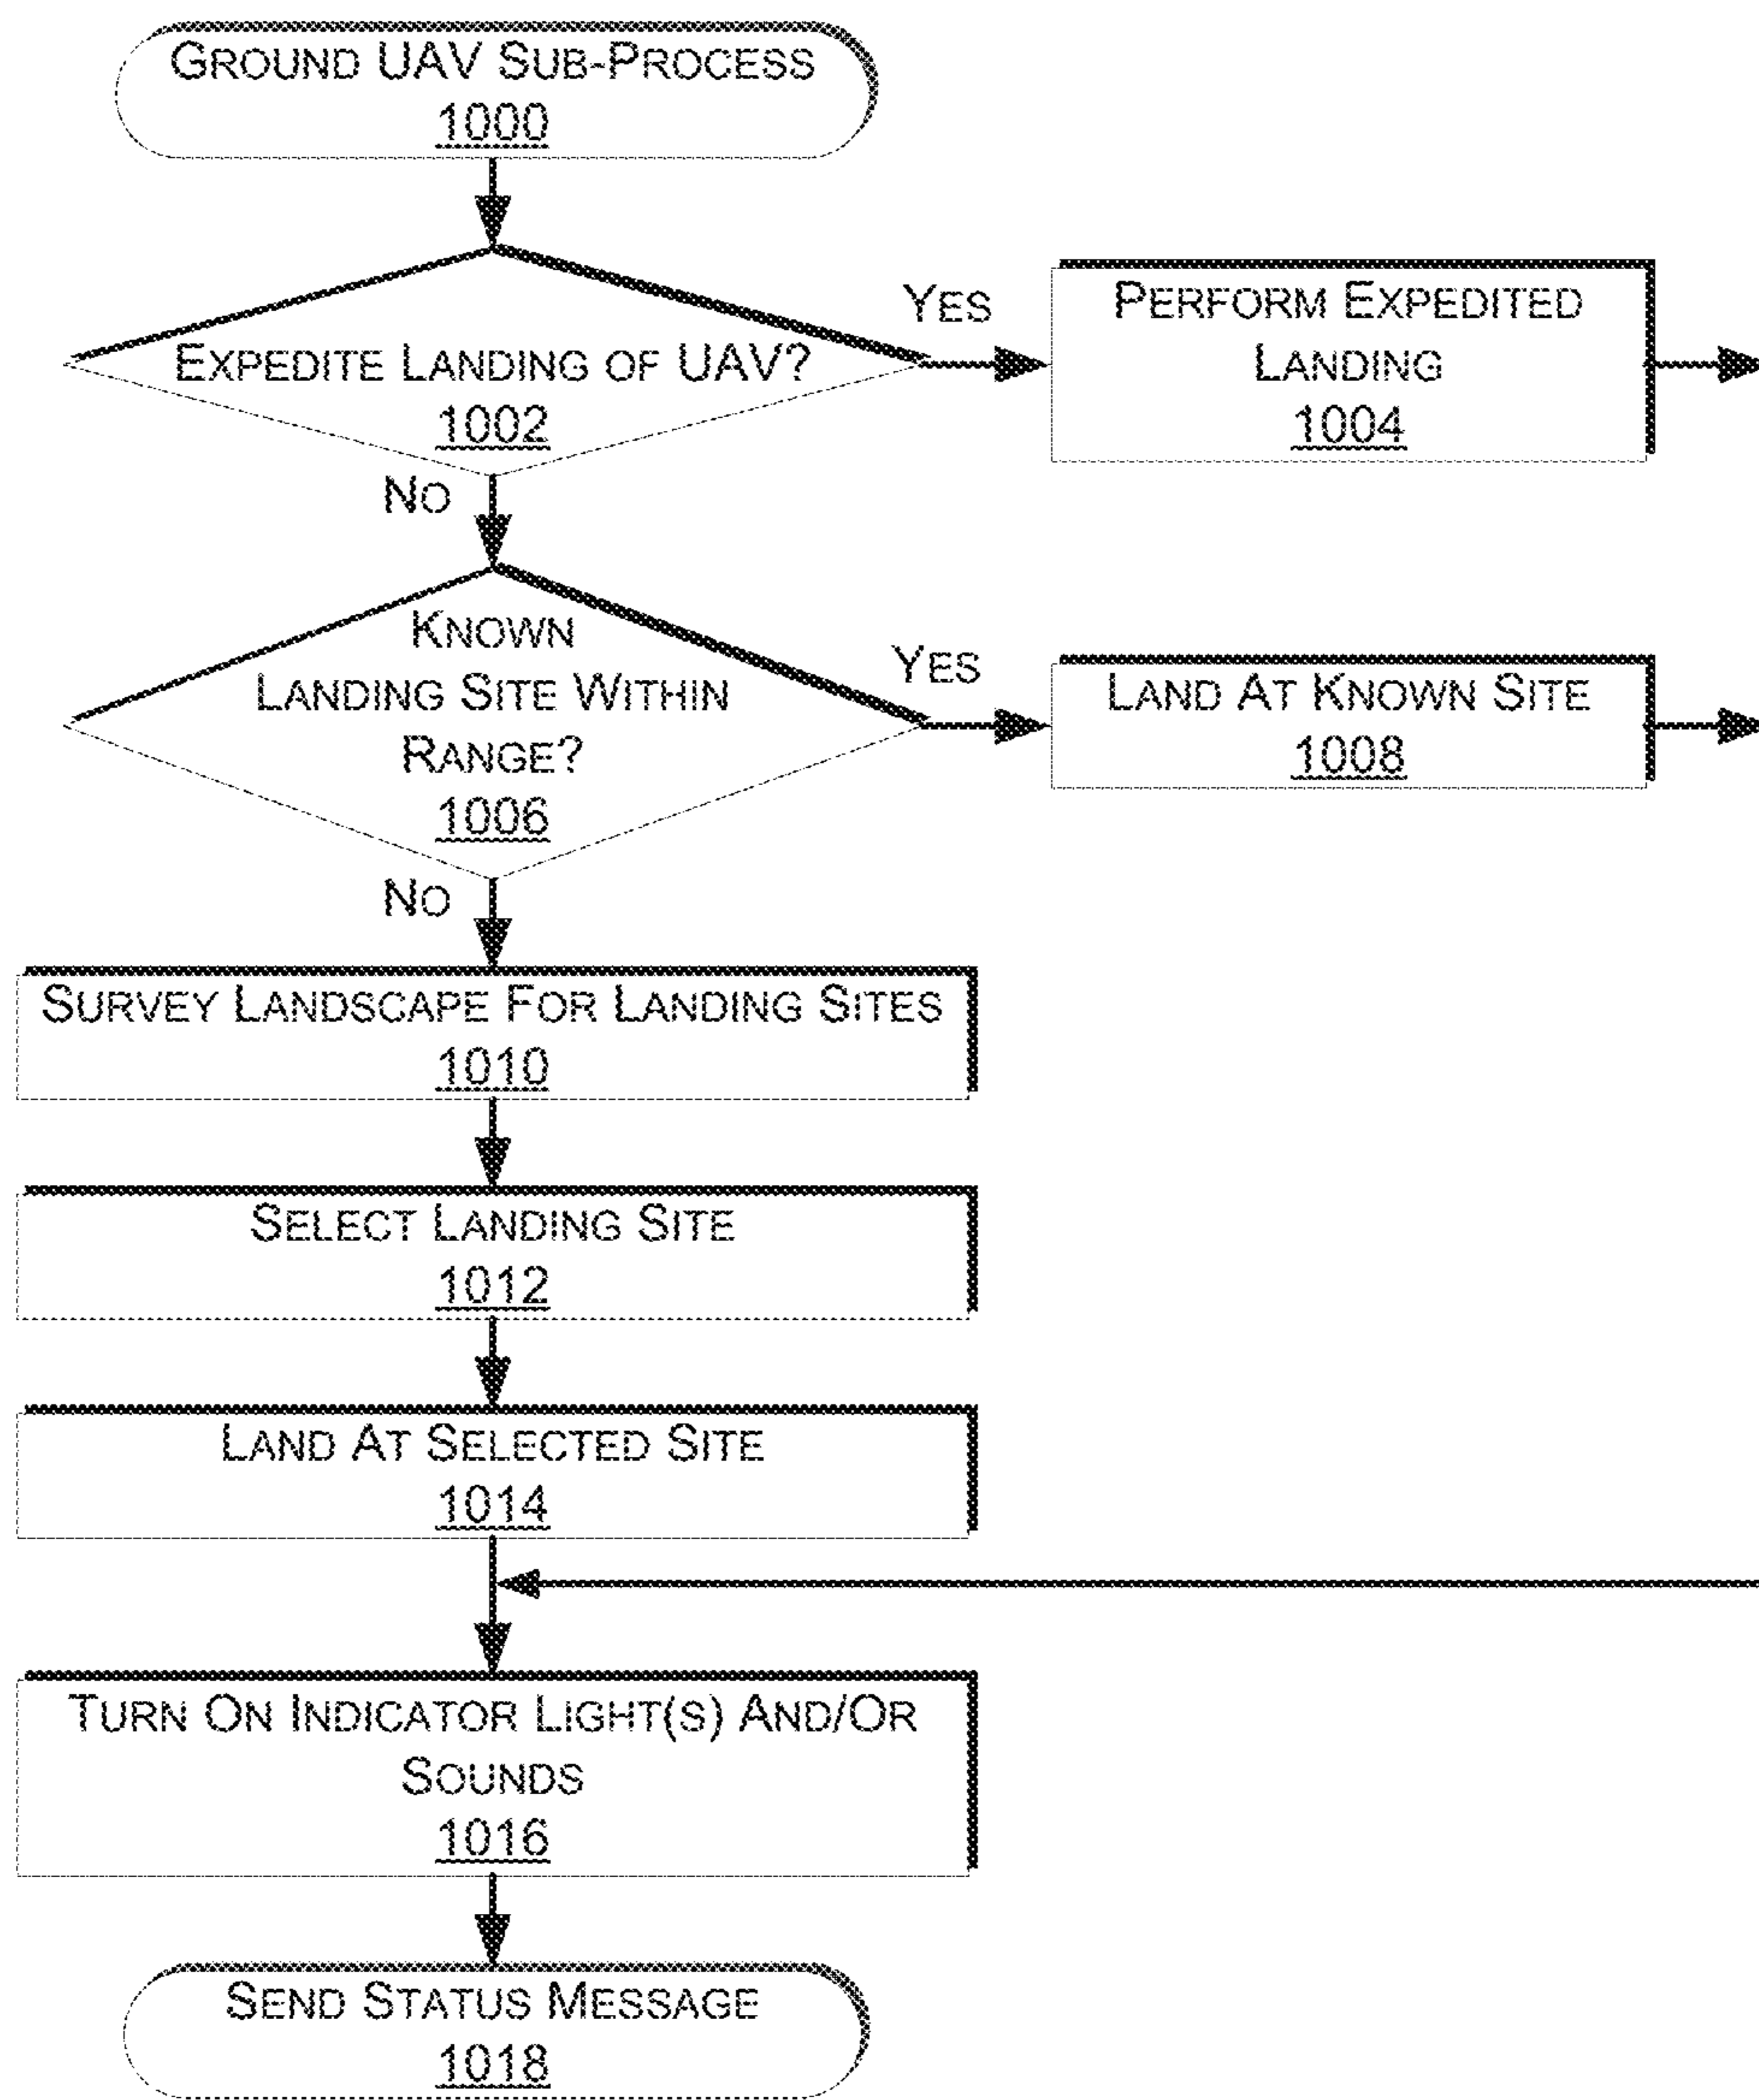 GROUND UAV SUB-PROCESS
1000
EXPEDITE LANDING OF UAV?
1002
YES
PERFORM EXPEDITED
LANDING
1004
NO
KNOWN
LANDING SITE WITHIN
RANGE?
1006
YES
LAND AT KNOWN SITE
1008
NO
SURVEY LANDSCAPE FOR LANDING SITES
1010
SELECT LANDING SITE
1012
LAND AT SELECTED SITE
1014
TURN ON INDICATOR LIGHT(S) AND/OR
SOUNDS
1016
SEND STATUS MESSAGE
1018